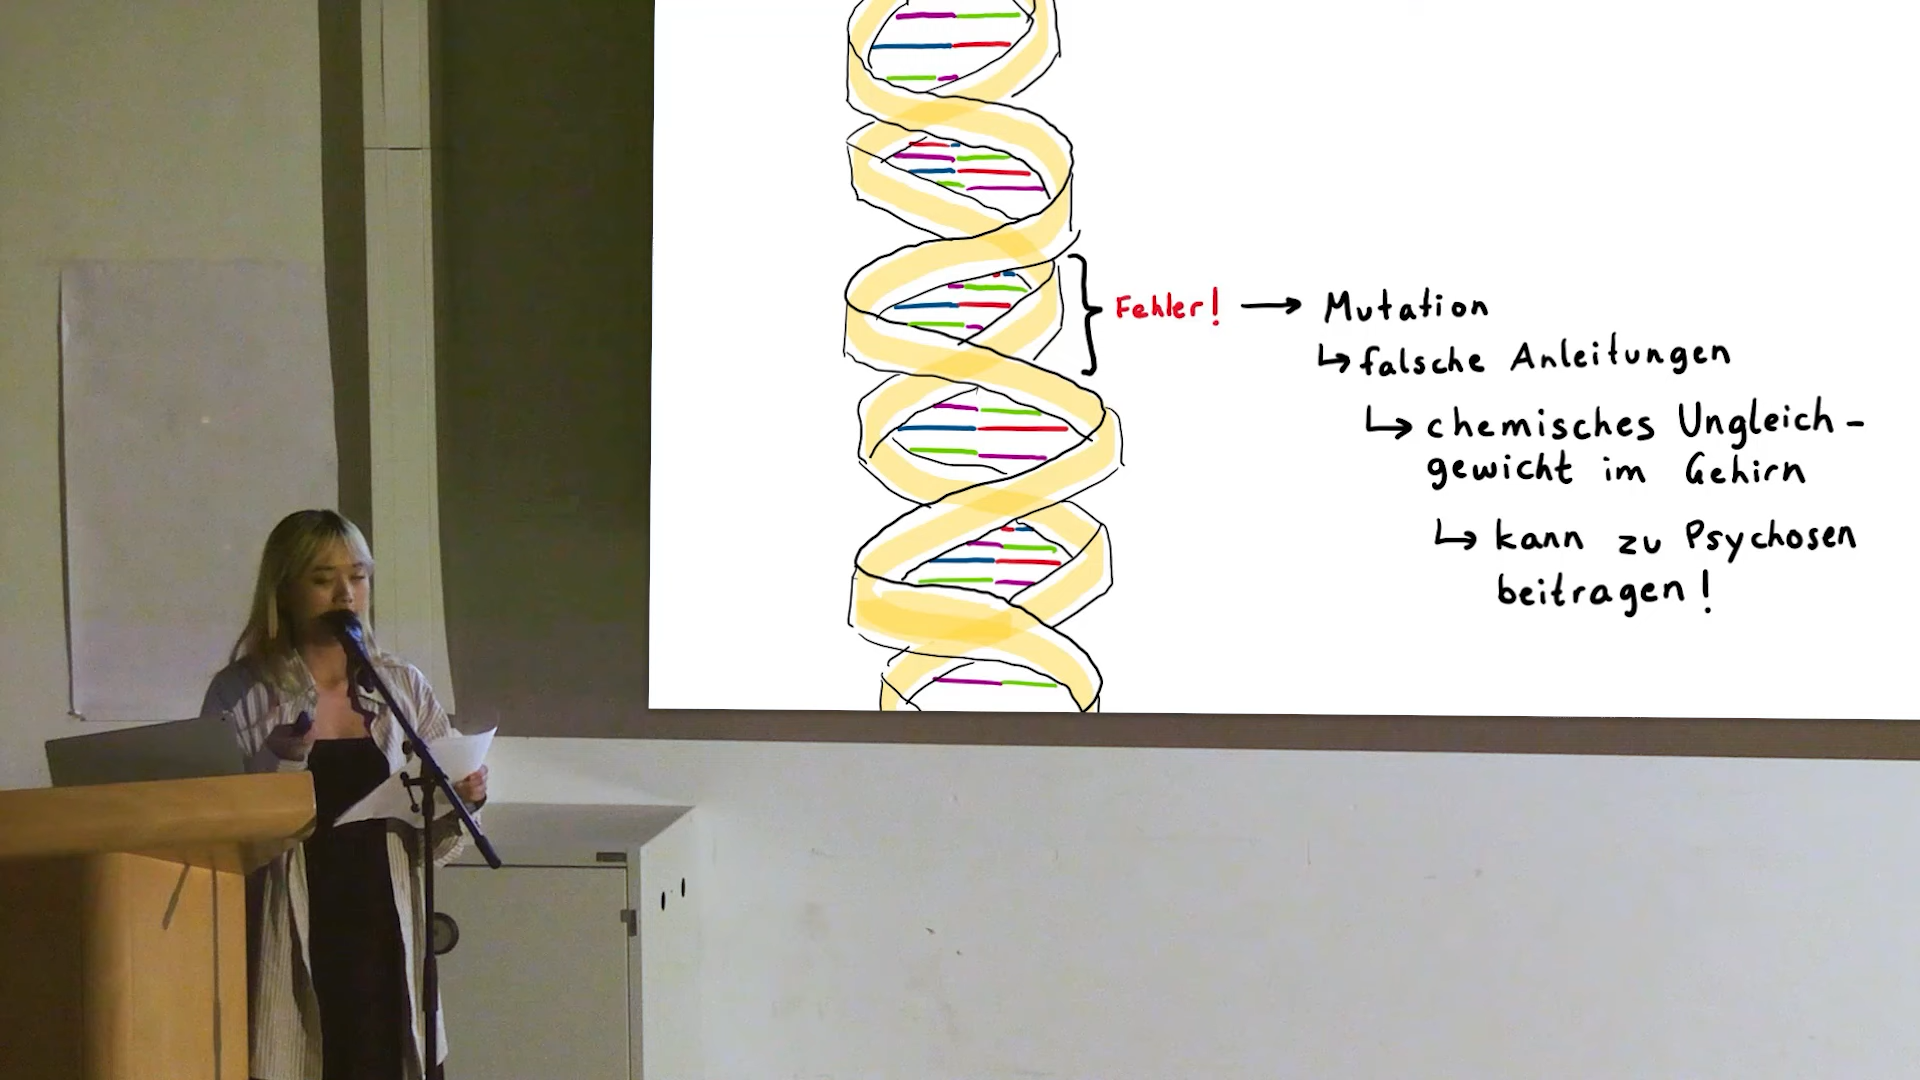 Fehler! → Mutation
↳ falsche Anleitungen
↳ chemisches Ungleich-
gewicht im Gehirn
↳ kann zu Psychosen
beitragen!